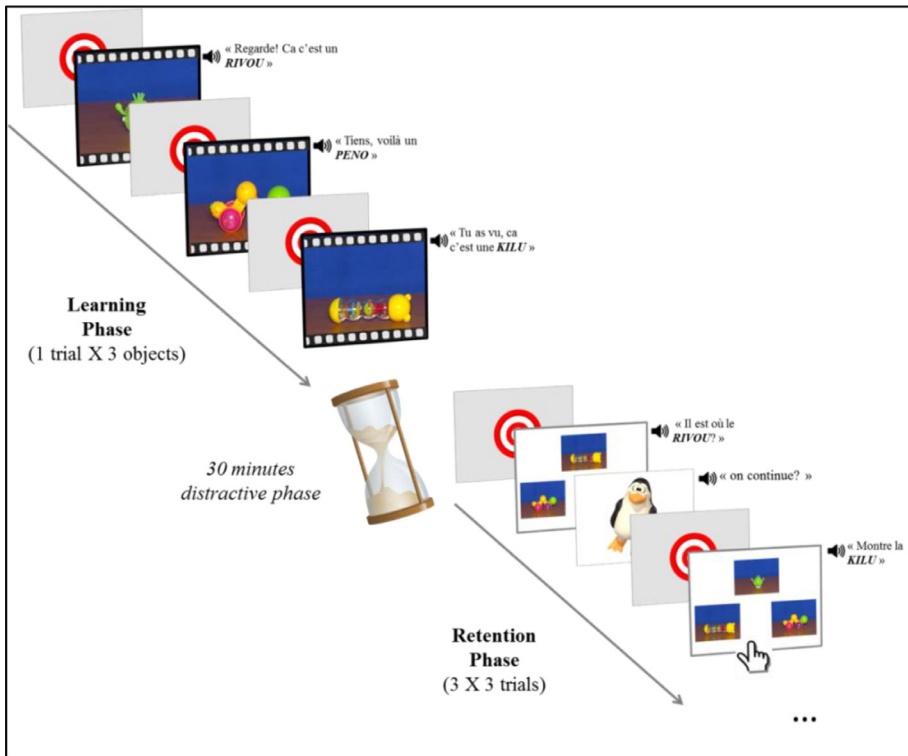 « Regarde! Ca c'est un
RIVOU »
« Tiens, voilà un
PENO »
« Tu as vu, ca
c'est une KILU »
Learning
Phase
(1 trial X 3 objects)
30 minutes
distractive phase
« Il est où le
RIVOU? »
« on continue? »
« Montre la
KILU »
Retention
Phase
(3 X 3 trials)
...